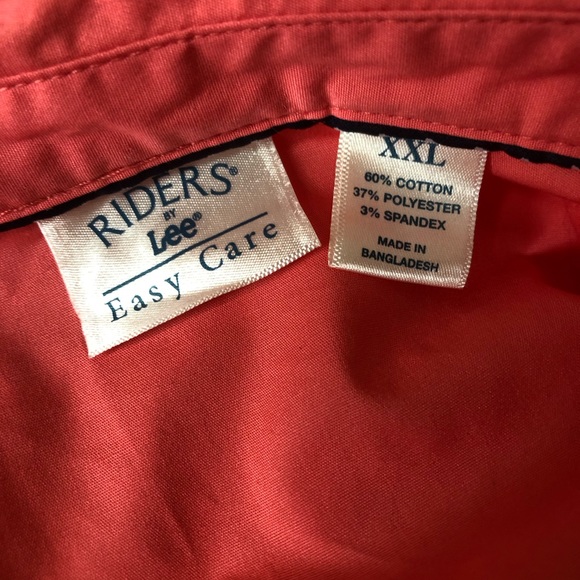 RIDERS®
BY
Lee®
Easy Care
XXL
60% COTTON
37% POLYESTER
3% SPANDEX
MADE IN
BANGLADESH